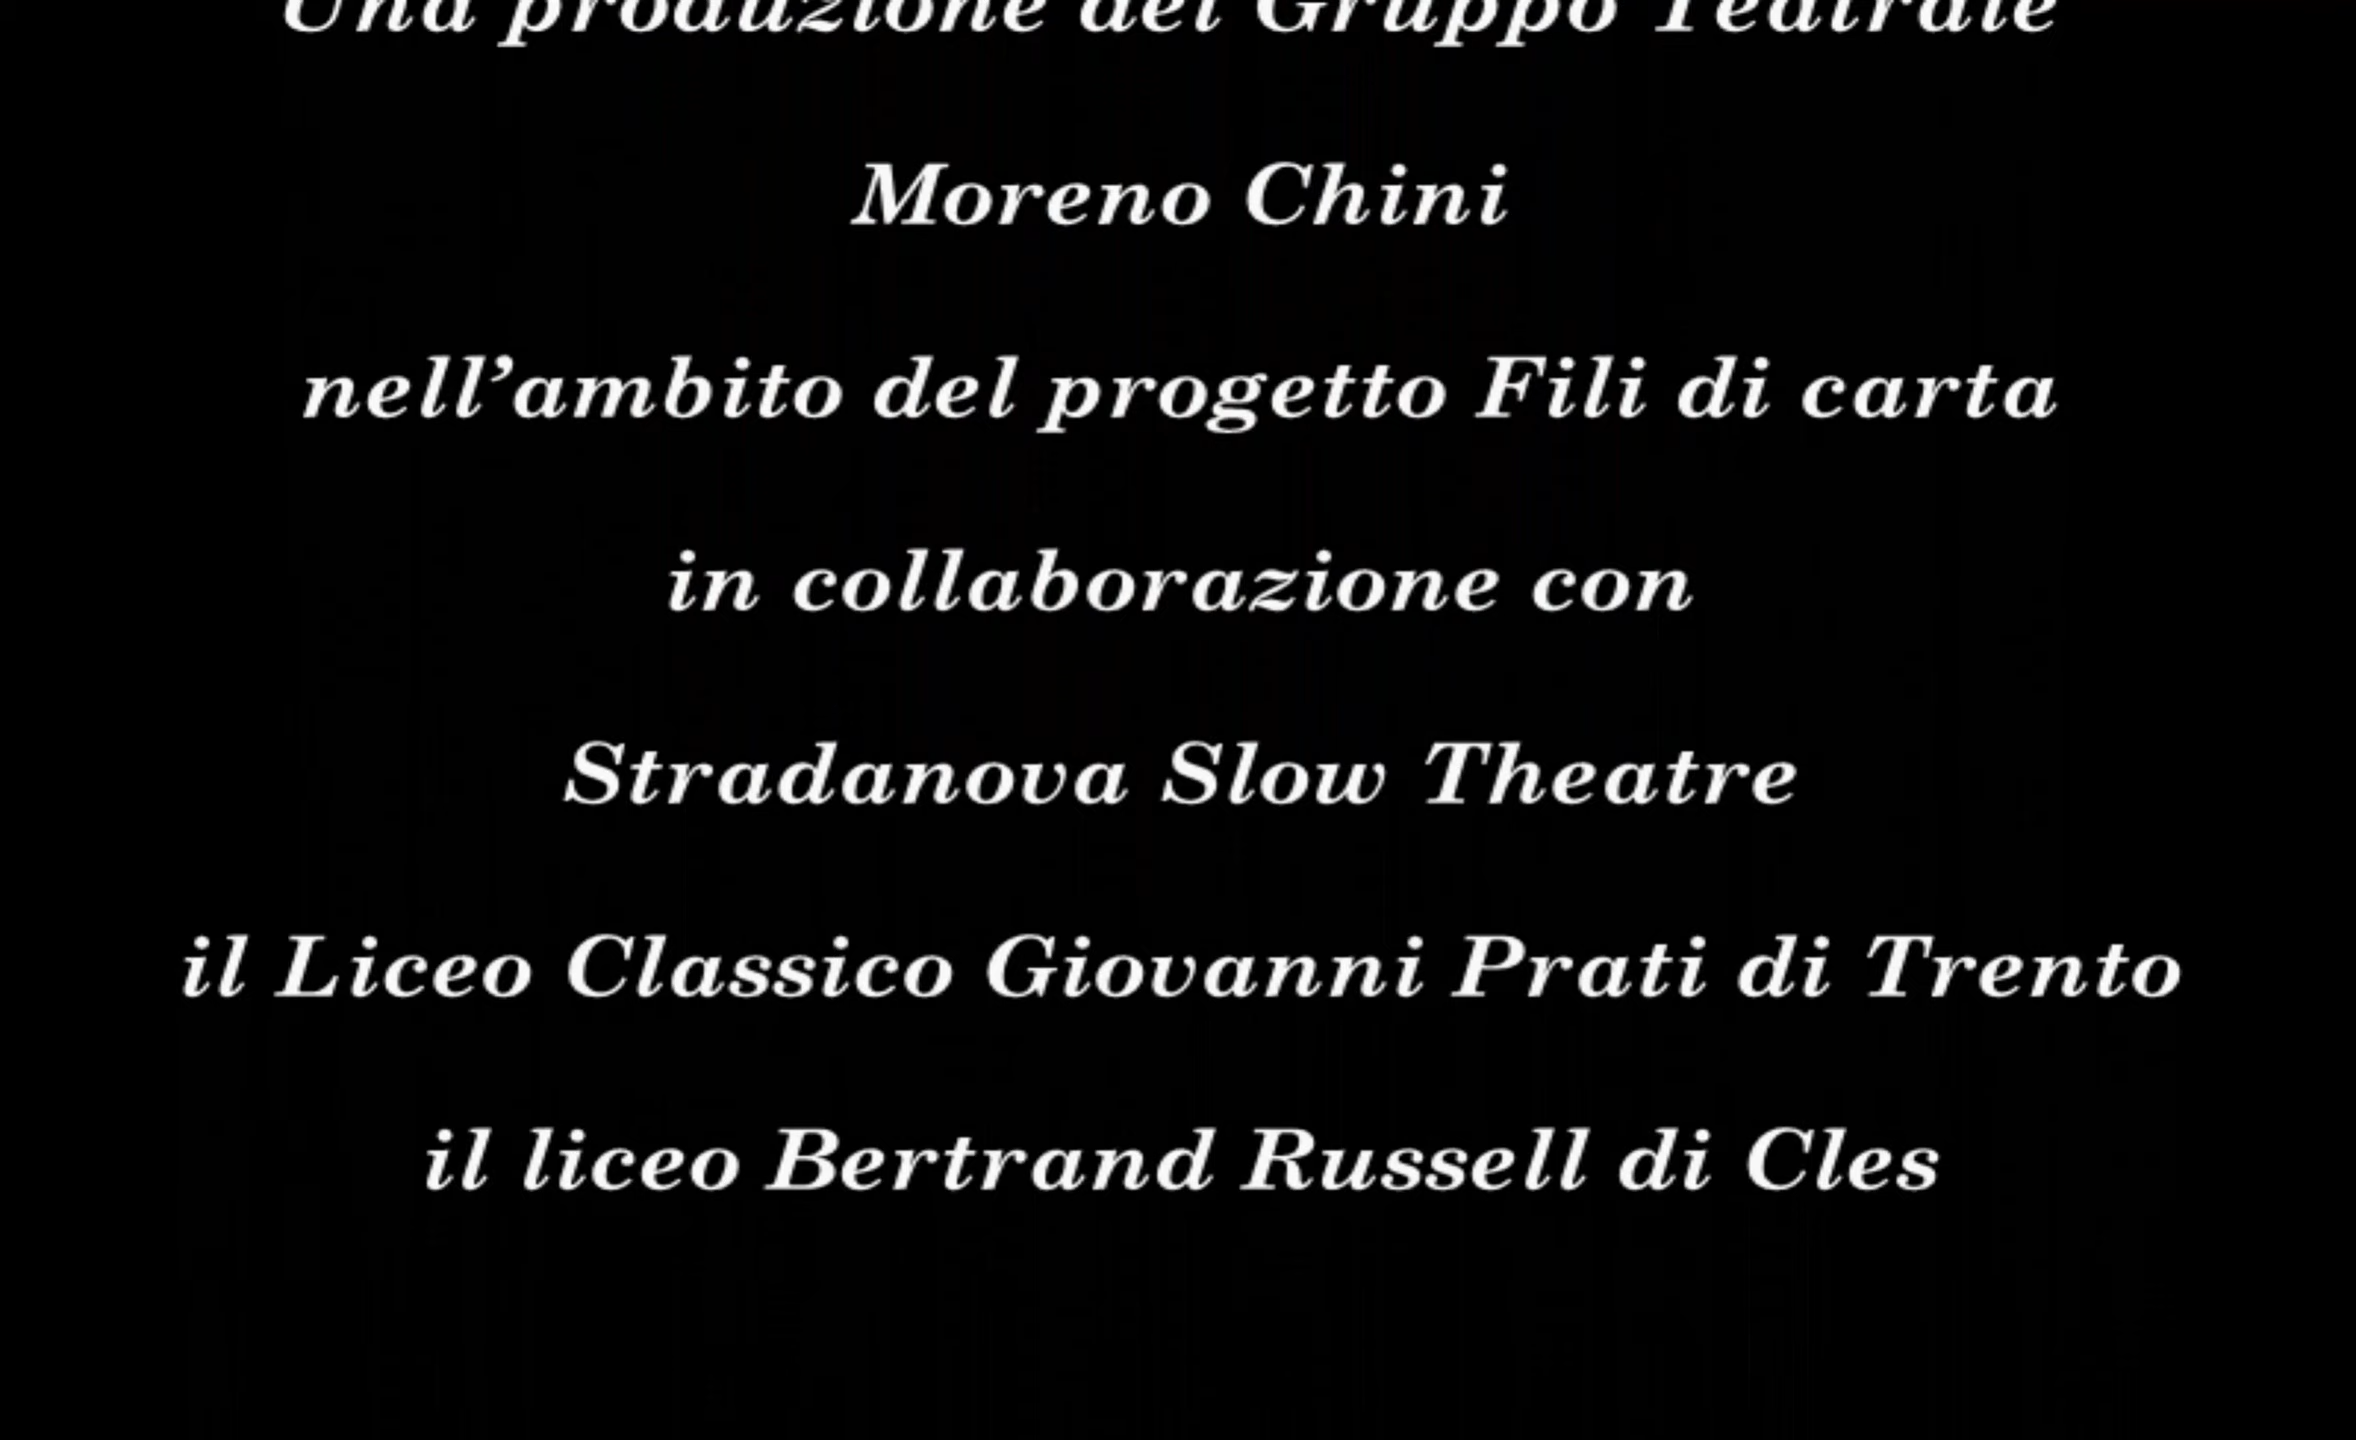 Una produzione del Gruppo Teatrale
Moreno Chini
nell’ambito del progetto Fili di carta
in collaborazione con
Stradanova Slow Theatre
il Liceo Classico Giovanni Prati di Trento
il liceo Bertrand Russell di Cles